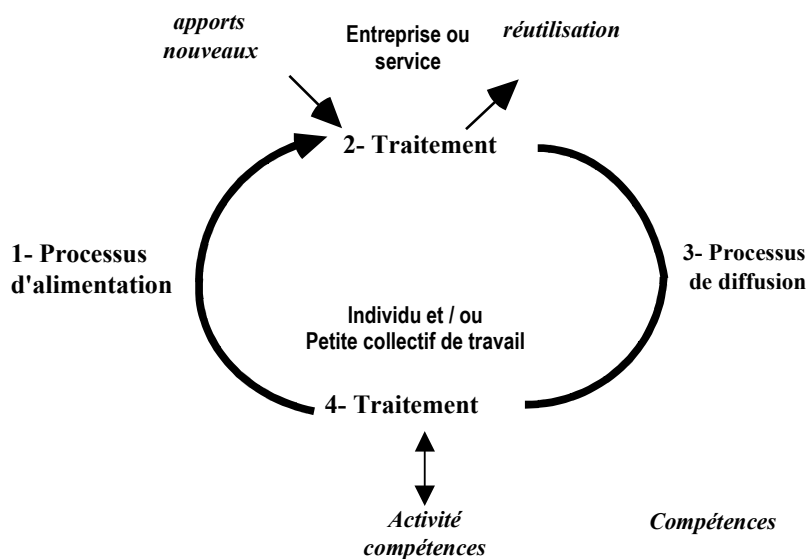 apports
nouveaux
Entreprise ou
service
réutilisation
2- Traitement
1- Processus
d'alimentation
3- Processus
de diffusion
Individu et / ou
Petite collectif de travail
4- Traitement
Activité
compétences
Compétences